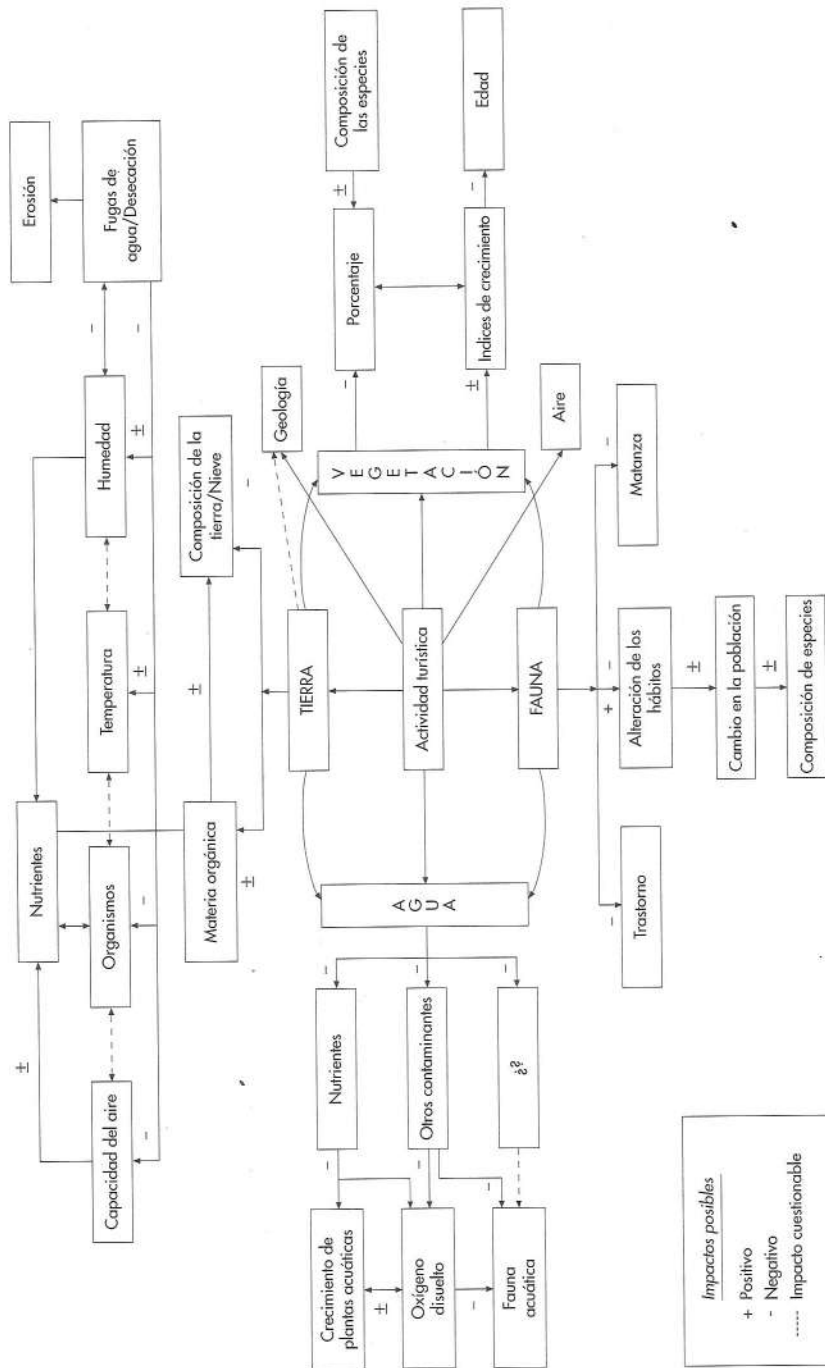 Erosión
Nutrientes
Capacidad del aire
Organismos
Temperatura
Humedad
Fugas de
agua/Desecación
±
-
-
±
±
-
-
Materia orgánica
±
Composición de la
tierra/Nieve
±
-
Geología
Crecimiento de
plantas acuáticas
-
Nutrientes
-
AGUA
TIERRA
VEGETACIÓN
-
Porcentaje
±
Composición de
las especies
±
Oxígeno
disuelto
-
Otros contaminantes
-
Actividad turística
±
Indices de crecimiento
-
Edad
-
Fauna
acuática
-
¿?
-
FAUNA
Aire
-
Trastorno
+
-
Alteración de los
hábitos
-
Matanza
±
Cambio en la población
±
Composición de especies
Impactos posibles
+ Positivo
- Negativo
----- Impacto cuestionable